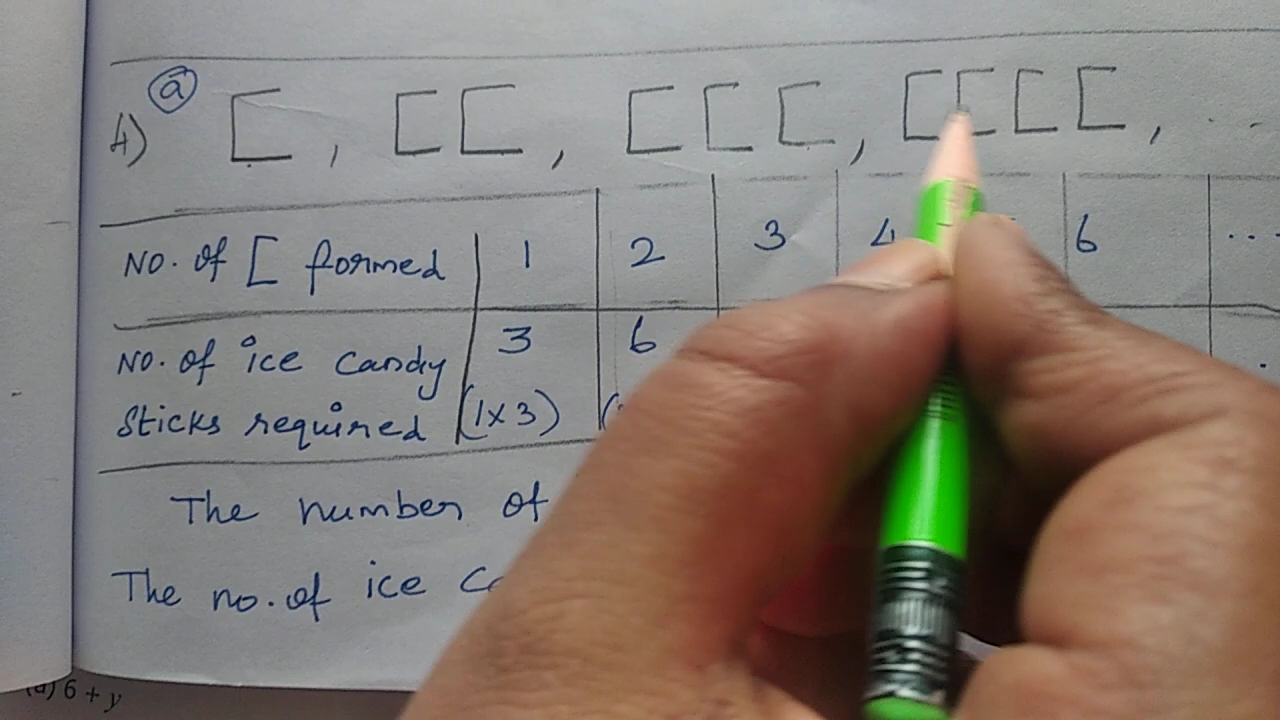 4) a [ , [ [ , [ [ [ , [ [ [ [ , ...
No. of [ formed 1 2 3 4 6 ...
No. of ice candy 3 6
sticks required (1×3) (
The number of
The no. of ice
(d) 6 + y